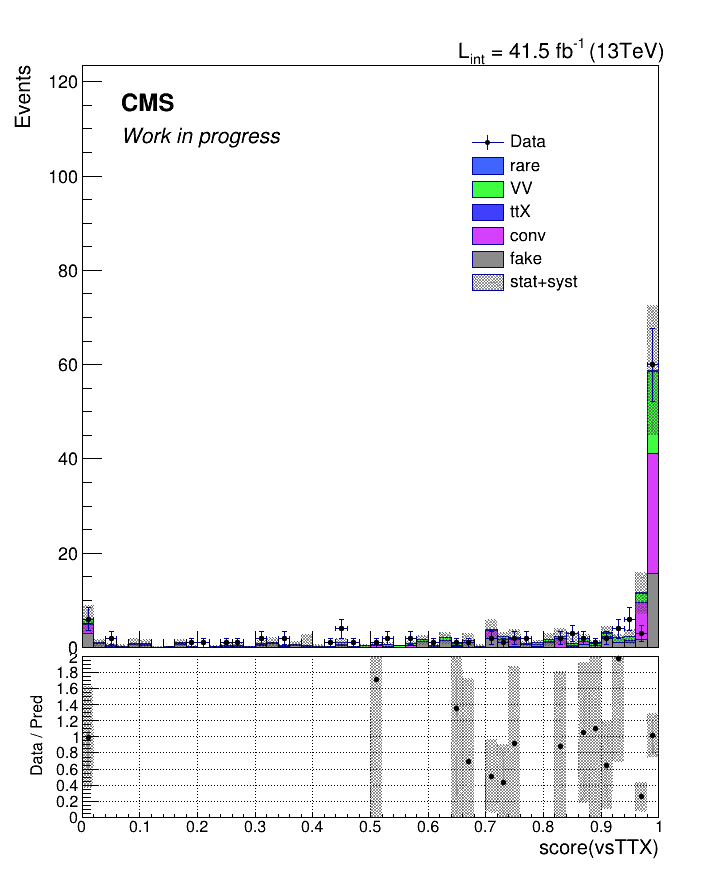 L_int = 41.5 fb^-1 (13TeV)
Events
CMS
Work in progress
Data
rare
VV
ttX
conv
fake
stat+syst
120
100
80
60
40
20
0
Data / Pred
2
1.8
1.6
1.4
1.2
1
0.8
0.6
0.4
0.2
0
0 0.1 0.2 0.3 0.4 0.5 0.6 0.7 0.8 0.9 1
score(vsTTX)